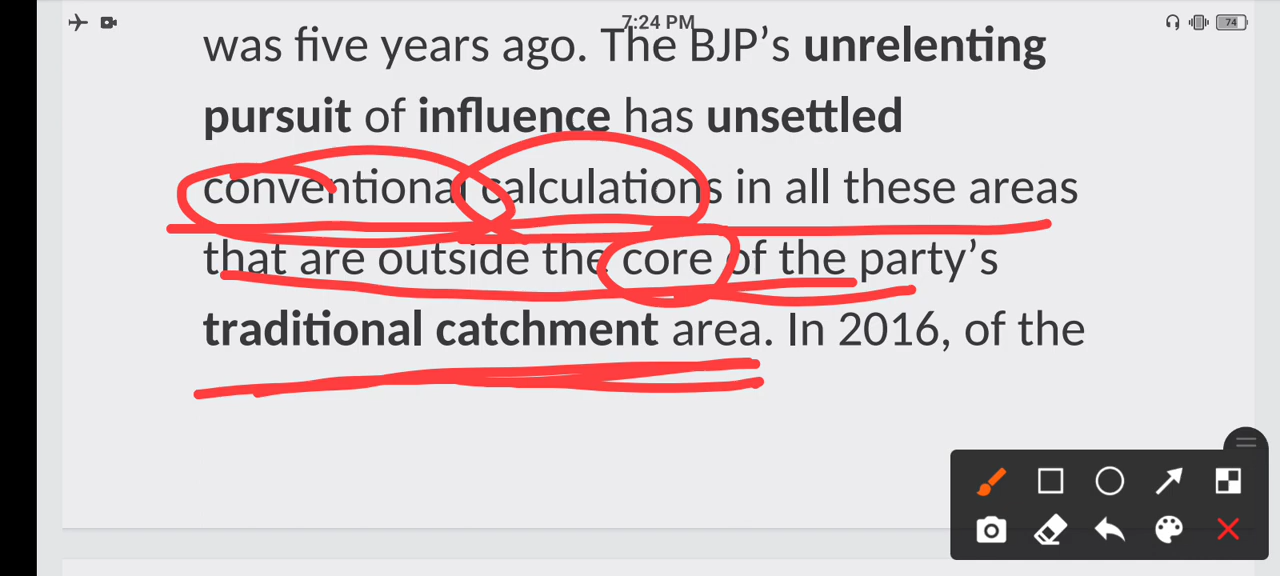 7:24 PM
74
was five years ago. The BJP’s unrelenting
pursuit of influence has unsettled
conventional calculations in all these areas
that are outside the core of the party’s
traditional catchment area. In 2016, of the